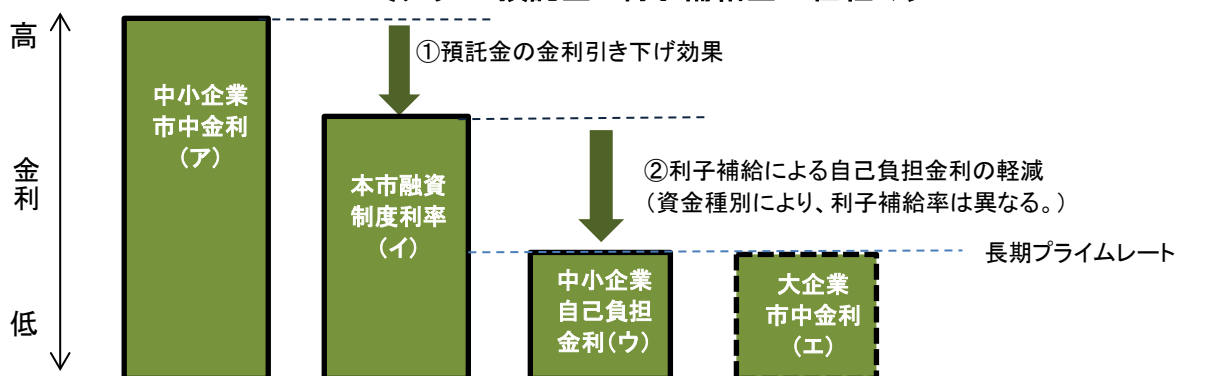 高
金
利
低
中小企業
市中金利
(ア)
①預託金の金利引き下げ効果
本市融資
制度利率
(イ)
②利子補給による自己負担金利の軽減
(資金種別により、利子補給率は異なる。)
長期プライムレート
中小企業
自己負担
金利(ウ)
大企業
市中金利
(エ)